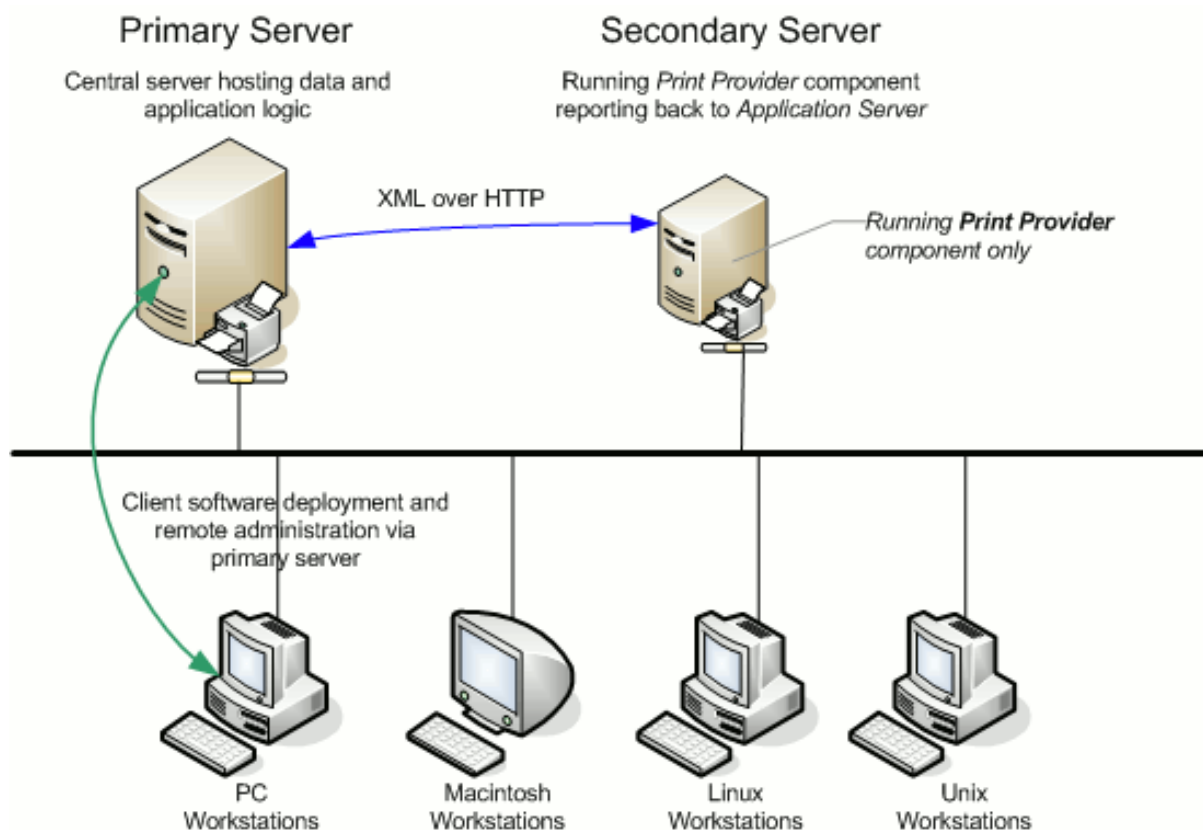 Primary Server
Central server hosting data and
application logic
Secondary Server
Running Print Provider component
reporting back to Application Server
XML over HTTP
Running Print Provider
component only
Client software deployment and
remote administration via
primary server
PC
Workstations
Macintosh
Workstations
Linux
Workstations
Unix
Workstations